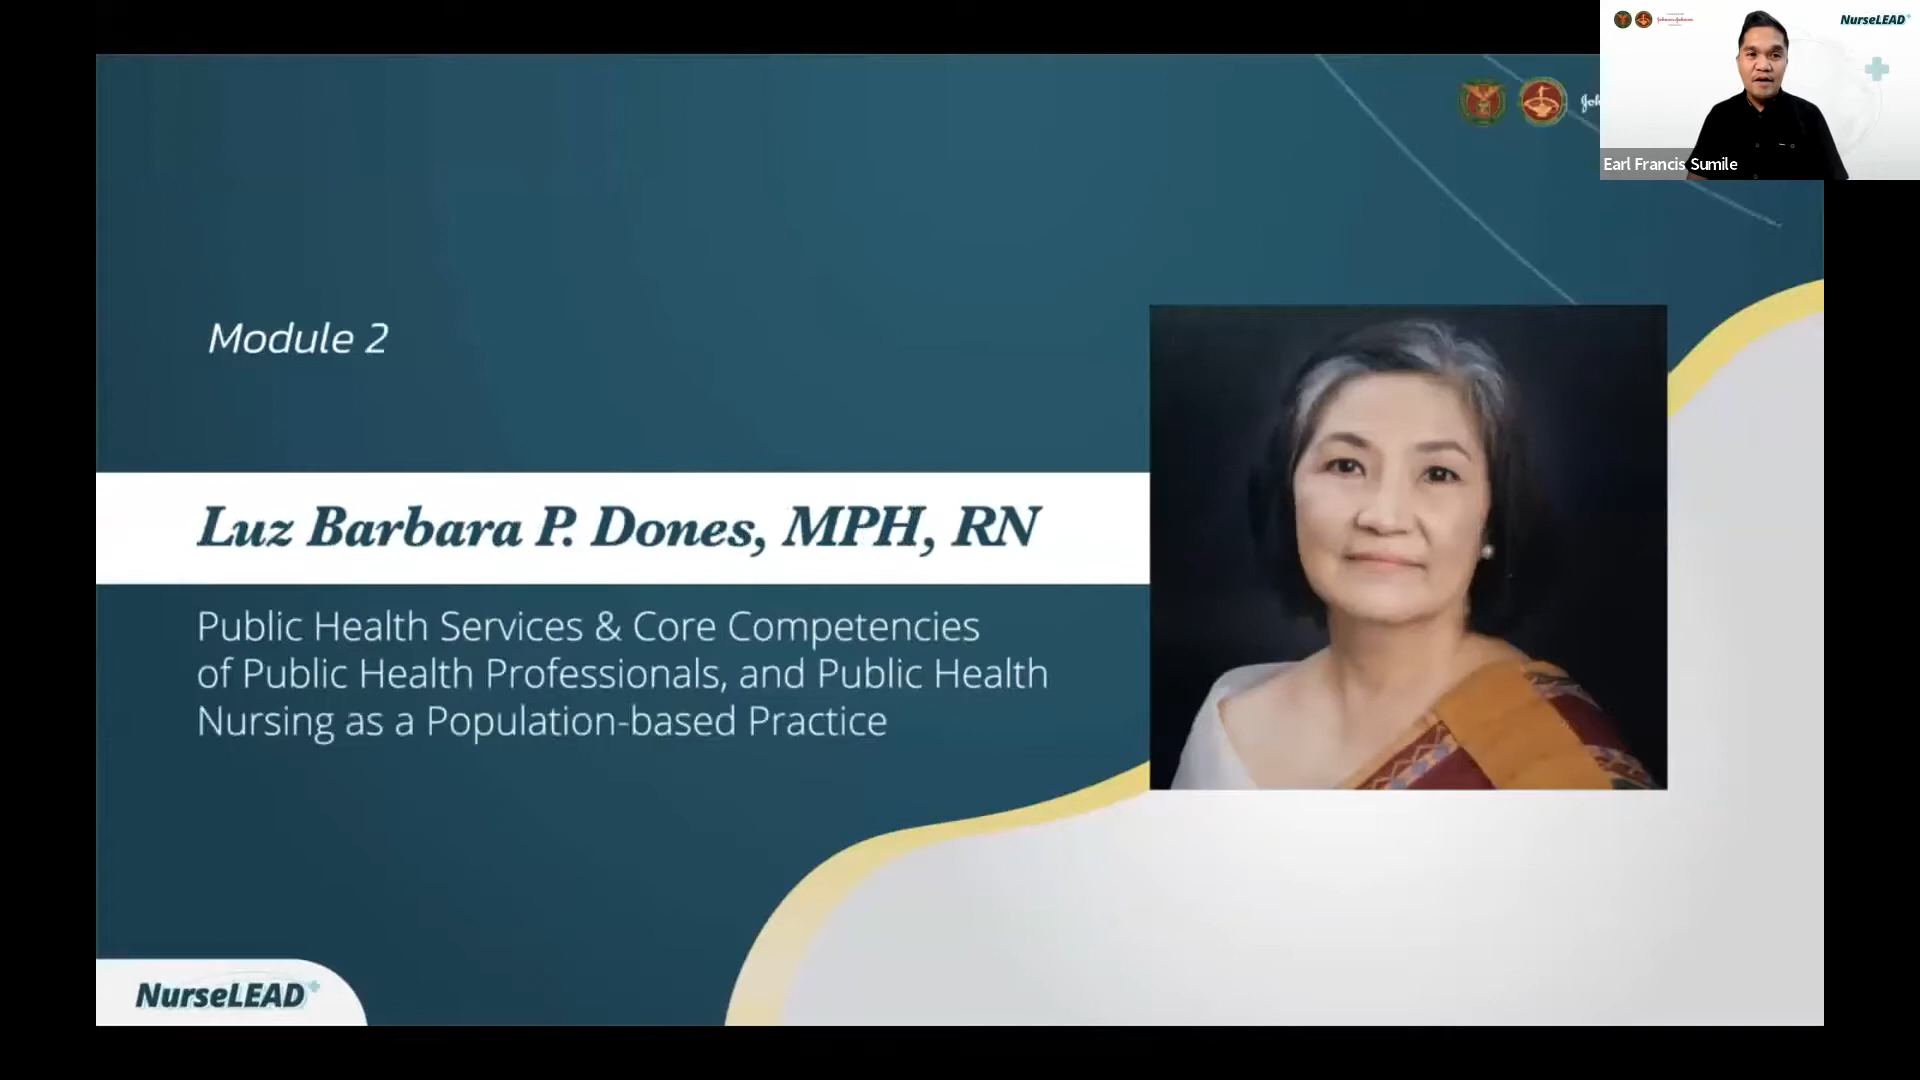 NurseLEAD
Earl Francis Sumile
Module 2
Luz Barbara P. Dones, MPH, RN
Public Health Services & Core Competencies
of Public Health Professionals, and Public Health
Nursing as a Population-based Practice
NurseLEAD